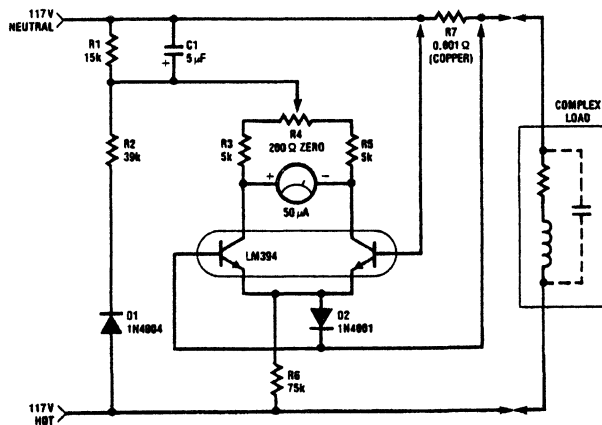 117V
NEUTRAL
R1
15k
C1
5 µF
+
R7
0.001 Ω
(COPPER)
R2
39k
R3
5k
R4
200 Ω ZERO
R5
5k
+
−
50 µA
COMPLEX
LOAD
LM394
D1
1N4004
D2
1N4001
R6
75k
117V
HOT